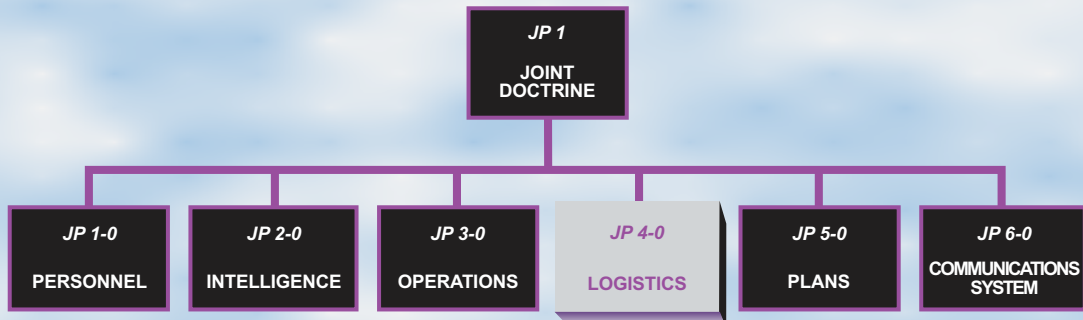 JP 1
JOINT
DOCTRINE
JP 1-0
PERSONNEL
JP 2-0
INTELLIGENCE
JP 3-0
OPERATIONS
JP 4-0
LOGISTICS
JP 5-0
PLANS
JP 6-0
COMMUNICATIONS
SYSTEM